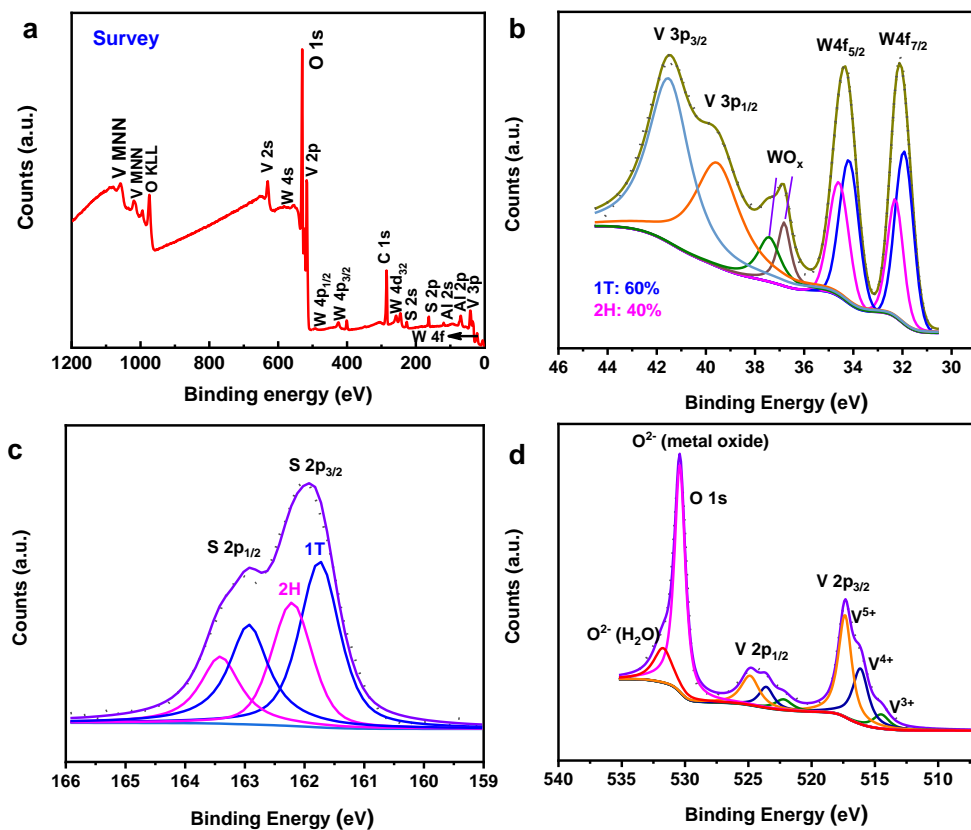 a
Survey
Counts (a.u.)
V MNN
V MNN
O KLL
V 2s
W 4s
O 1s
V 2p
W 4p1/2
W 4p3/2
C 1s
W 4d32
S 2s
S 2p
Al 2s
Al 2p
V 3p
W 4f
1200 1000 800 600 400 200 0
Binding energy (eV)
b
V 3p3/2
V 3p1/2
WOx
W4f5/2
W4f7/2
Counts (a.u.)
1T: 60%
2H: 40%
46 44 42 40 38 36 34 32 30
Binding Energy (eV)
c
S 2p3/2
S 2p1/2
1T
2H
Counts (a.u.)
166 165 164 163 162 161 160 159
Binding Energy (eV)
d
O2- (metal oxide)
O 1s
O2- (H2O)
V 2p1/2
V 2p3/2
V5+
V4+
V3+
Counts (a.u.)
540 535 530 525 520 515 510
Binding Energy (eV)